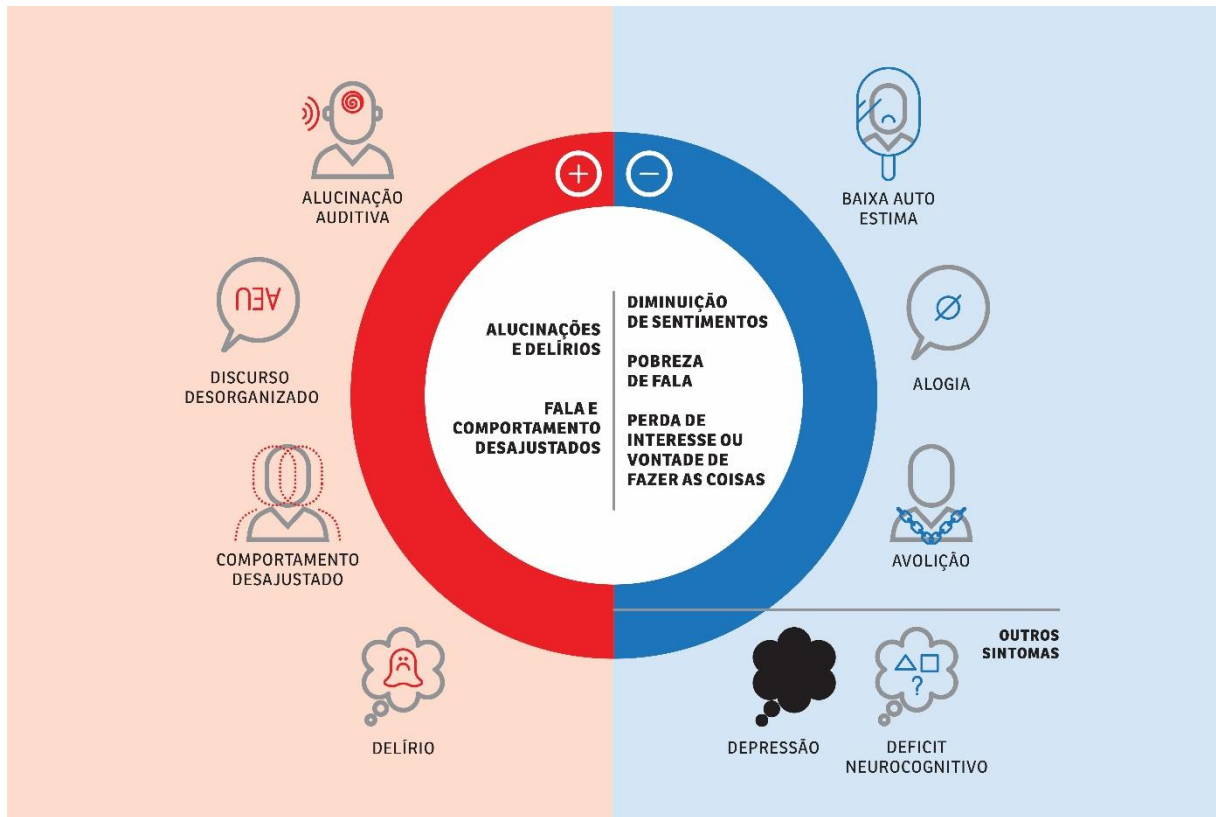 ALUCINAÇÃO
AUDITIVA
DISCURSO
DESORGANIZADO
COMPORTAMENTO
DESAJUSTADO
DELÍRIO
ALUCINAÇÕES
E DELÍRIOS
FALA E
COMPORTAMENTO
DESAJUSTADOS
DIMINUIÇÃO
DE SENTIMENTOS
POBREZA
DE FALA
PERDA DE
INTERESSE OU
VONTADE DE
FAZER AS COISAS
BAIXA AUTO
ESTIMA
ALOGIA
AVOLIÇÃO
OUTROS
SINTOMAS
DEPRESSÃO
DEFICIT
NEUROCOGNITIVO
AEU
+
−
Ø
?